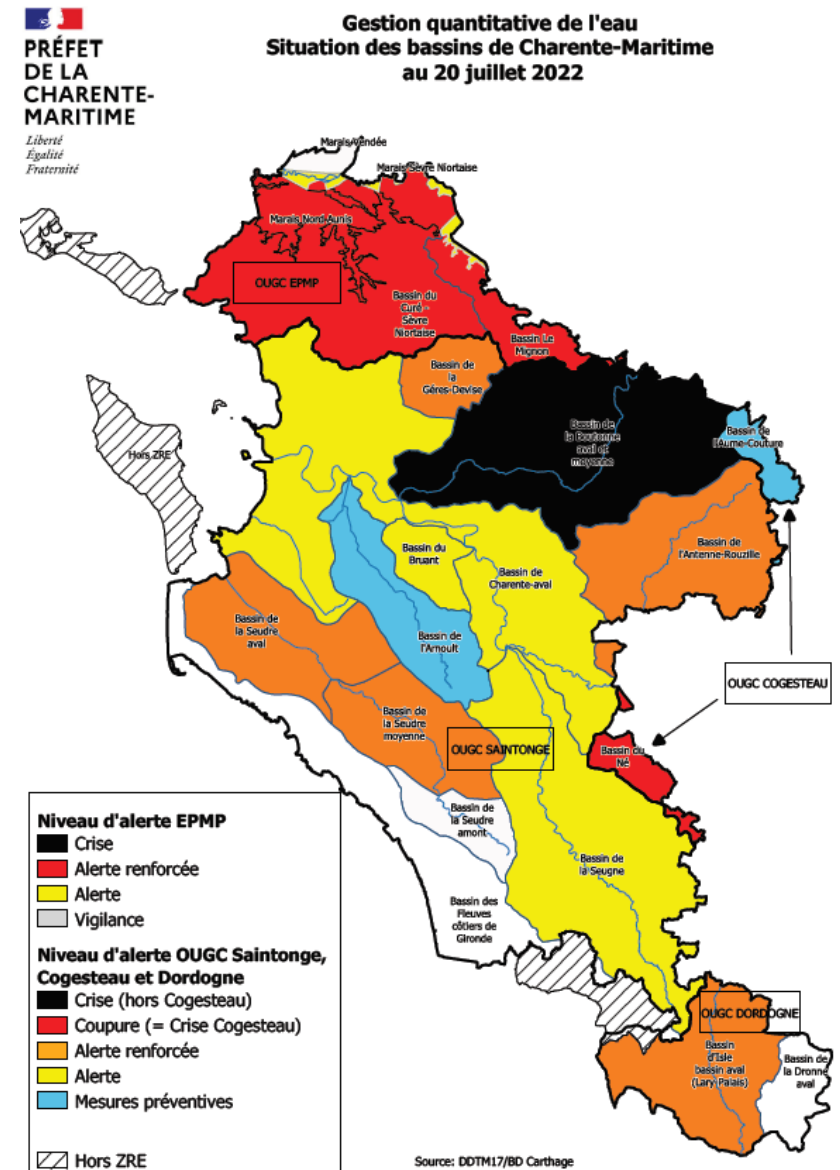 PRÉFET
DE LA
CHARENTE-
MARITIME
Liberté
Égalité
Fraternité
Gestion quantitative de l'eau
Situation des bassins de Charente-Maritime
au 20 juillet 2022
Marais Vendée
Marais Sèvre Niortaise
Marais Nord Aunis
OUGC EPMP
Bassin du
Curé -
Sèvre
Niortaise
Bassin Le
Mignon
Bassin de
la
Gères-Devise
Bassin de
la Boutonne
aval et
moyenne
Bassin de
l'Aume-Couture
Hors ZRE
Bassin de
l'Antenne-Rouzille
Bassin du
Bruant
Bassin de
Charente-aval
Bassin de
la Seudre
aval
Bassin de
l'Arnoult
OUGC COGESTEAU
Bassin de
la Seudre
moyenne
OUGC SAINTONGE
Bassin du
Né
Bassin de
la Seudre
amont
Bassin de
la Seugne
Bassin des
Fleuves
côtiers de
Gironde
OUGC DORDOGNE
Bassin
d'Isle
bassin aval
(Lary Palais)
Bassin de
la Dronne
aval
Niveau d'alerte EPMP
Crise
Alerte renforcée
Alerte
Vigilance
Niveau d'alerte OUGC Saintonge,
Cogesteau et Dordogne
Crise (hors Cogesteau)
Coupure (= Crise Cogesteau)
Alerte renforcée
Alerte
Mesures préventives
Hors ZRE
Source: DDTM17/BD Carthage